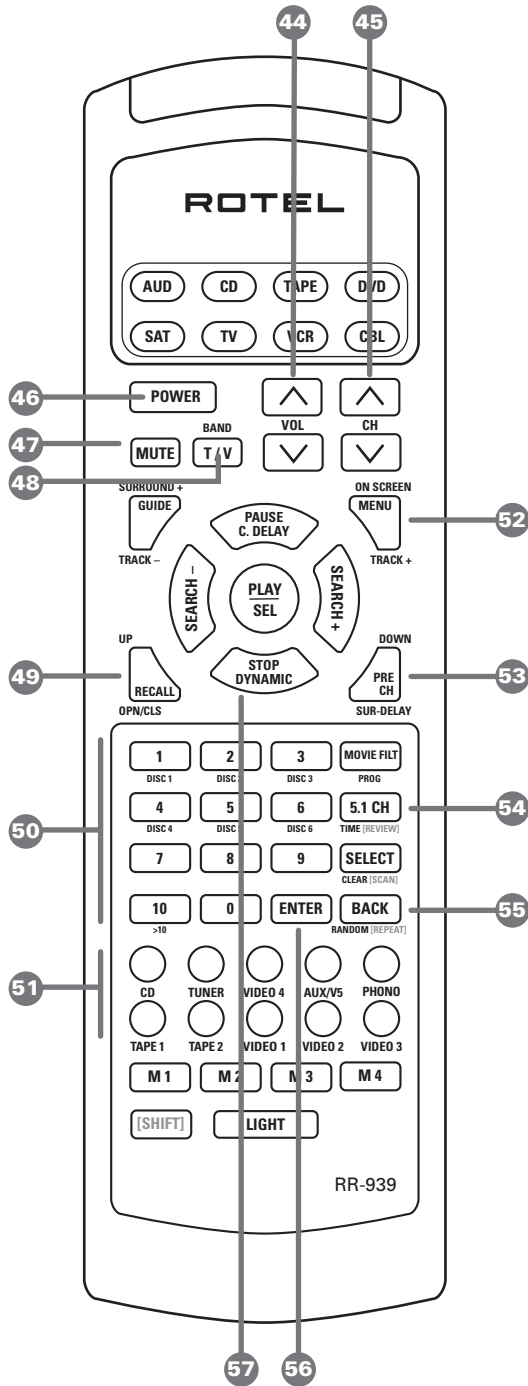 44 45
ROTEL
AUD CD TAPE DVD
SAT TV VCR CBL
46 POWER
BAND VOL CH
47 MUTE T / V
48
SURROUND + ON SCREEN
GUIDE PAUSE MENU 52
C. DELAY
TRACK – TRACK +
SEARCH – PLAY SEARCH +
SEL
UP DOWN
49 STOP PRE 53
RECALL DYNAMIC CH
OPN/CLS SUR-DELAY
50
1 2 3 MOVIE FILT
DISC 1 DISC 2 DISC 3 PROG
4 5 6 5.1 CH 54
DISC 4 DISC 5 DISC 6 TIME [REVIEW]
7 8 9 SELECT
CLEAR [SCAN]
10 0 ENTER BACK 55
>10 RANDOM [REPEAT]
51
CD TUNER VIDEO 4 AUX/V5 PHONO
TAPE 1 TAPE 2 VIDEO 1 VIDEO 2 VIDEO 3
M 1 M 2 M 3 M 4
[SHIFT] LIGHT
RR-939
57 56